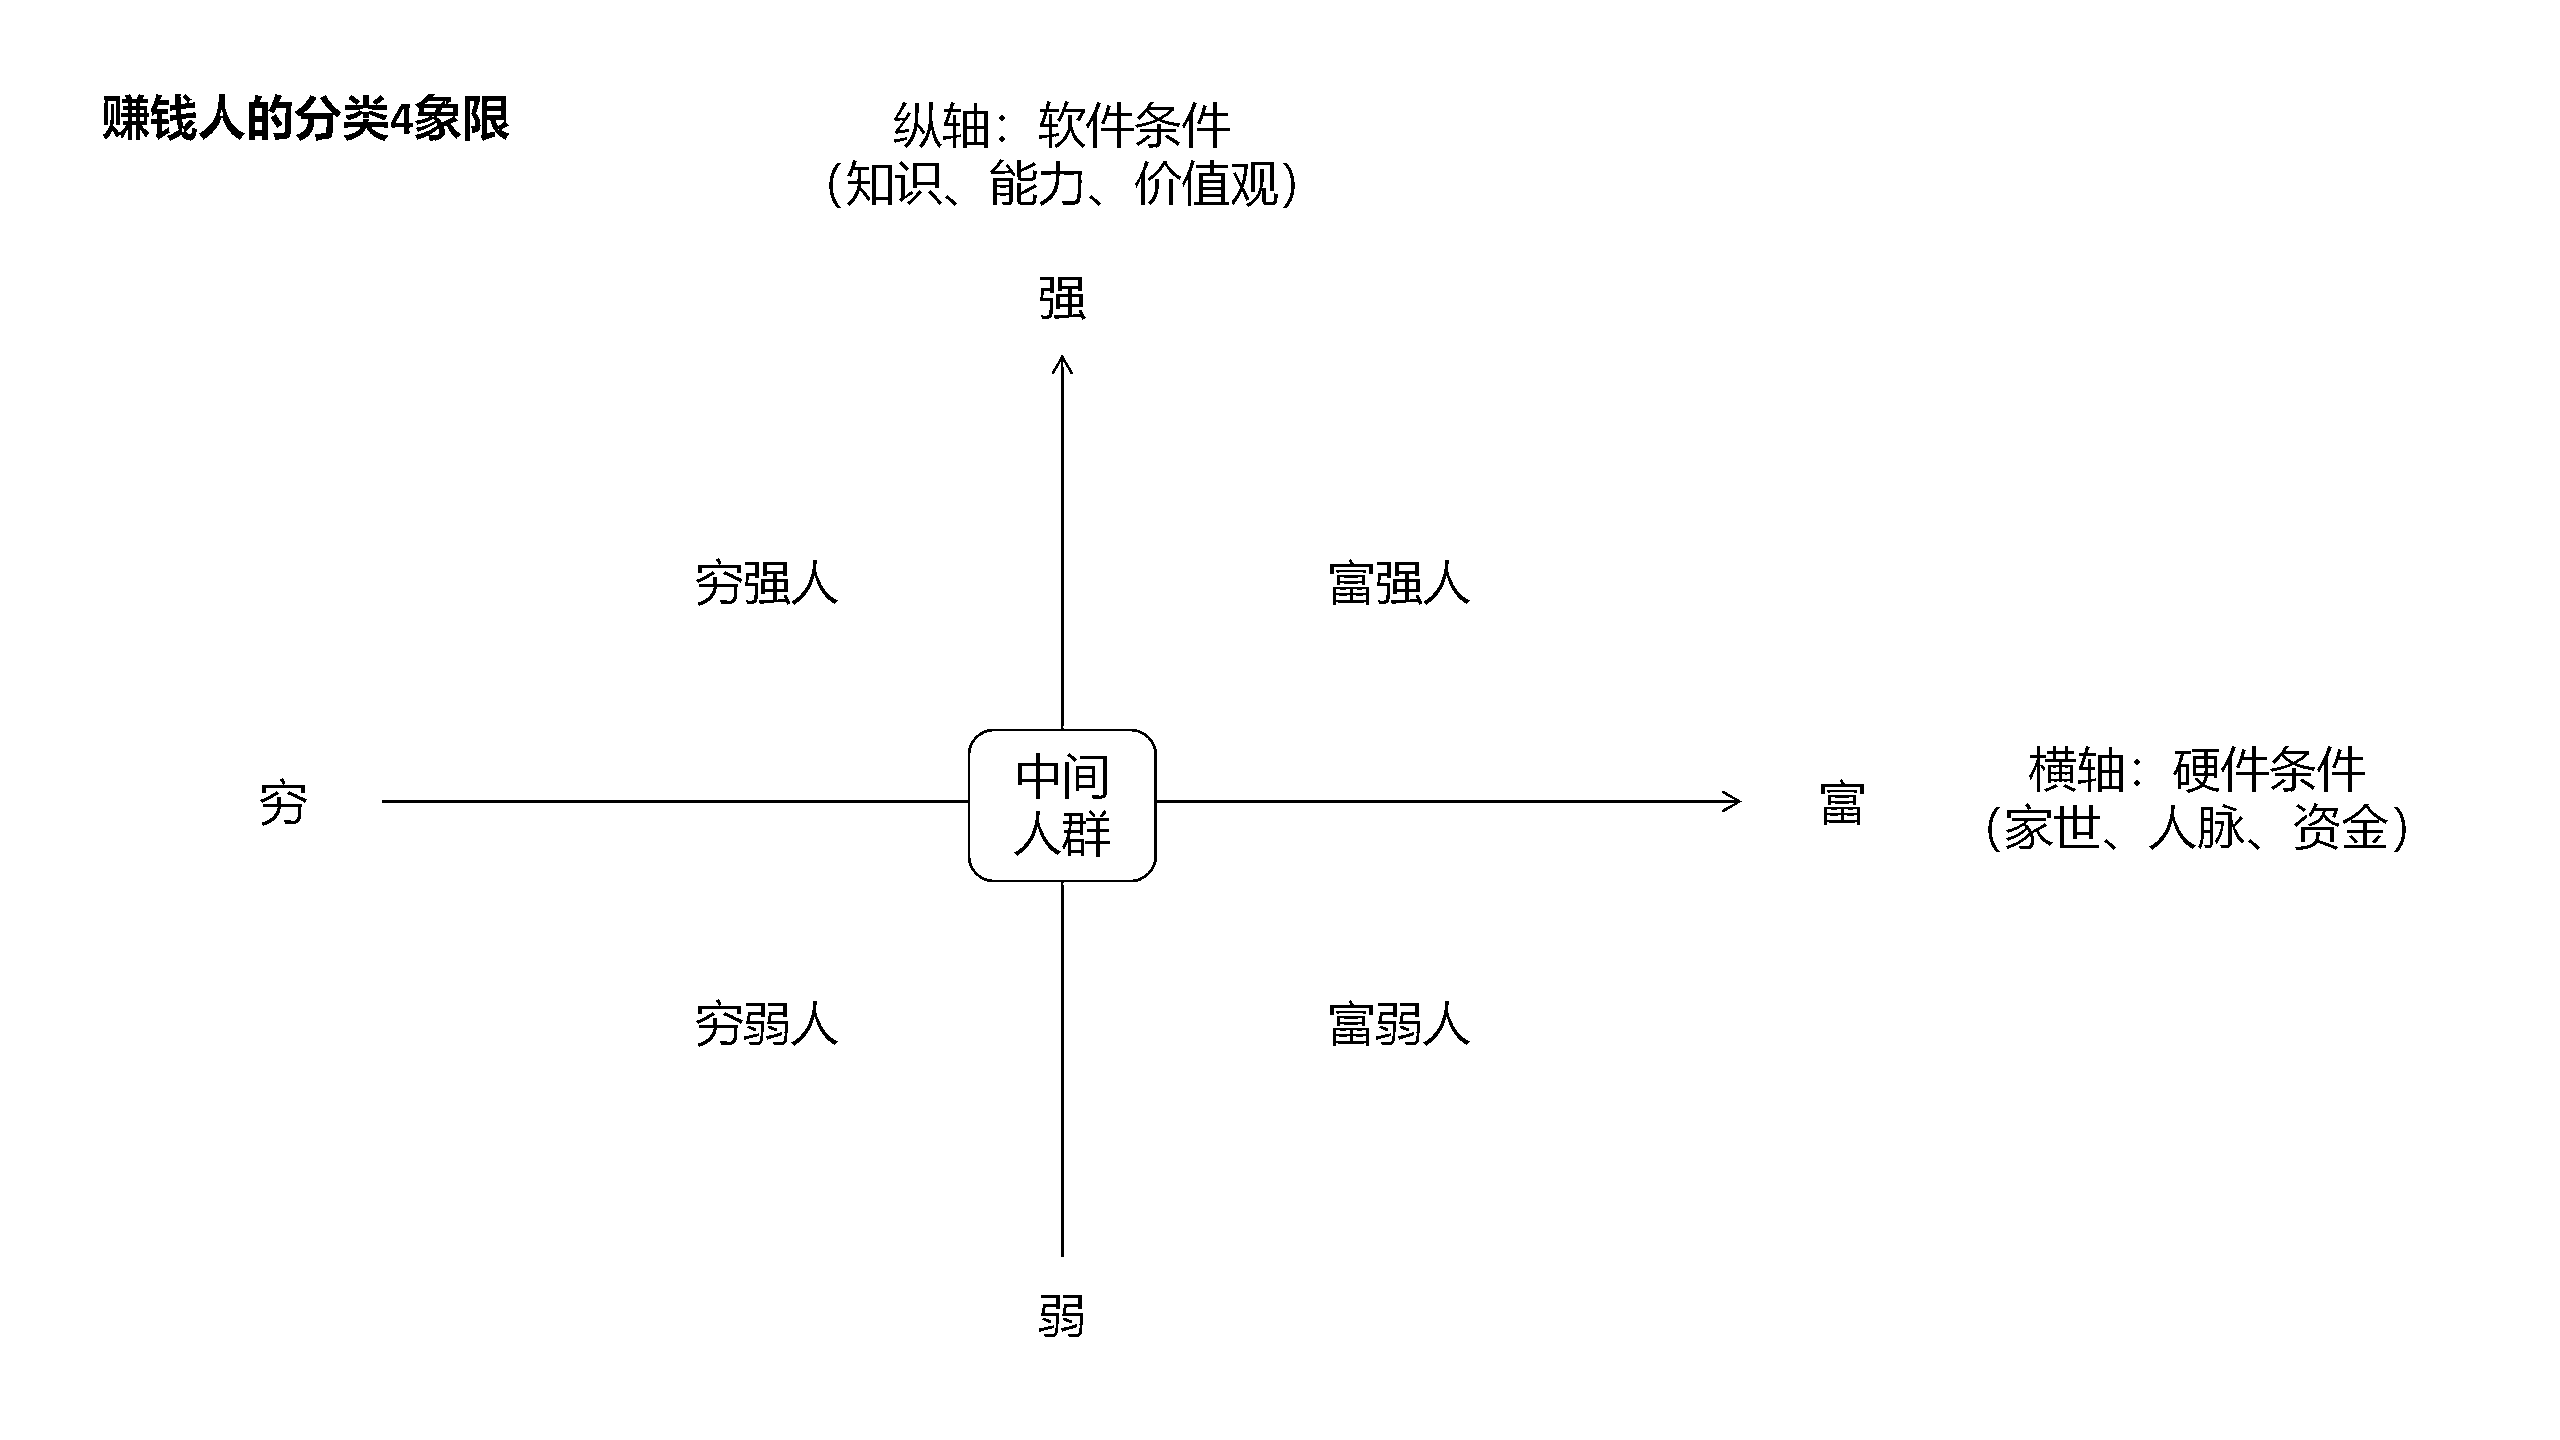 赚钱人的分类4象限
纵轴：软件条件
（知识、能力、价值观）
强
穷强人
富强人
穷
中间
人群
富
横轴：硬件条件
（家世、人脉、资金）
穷弱人
富弱人
弱